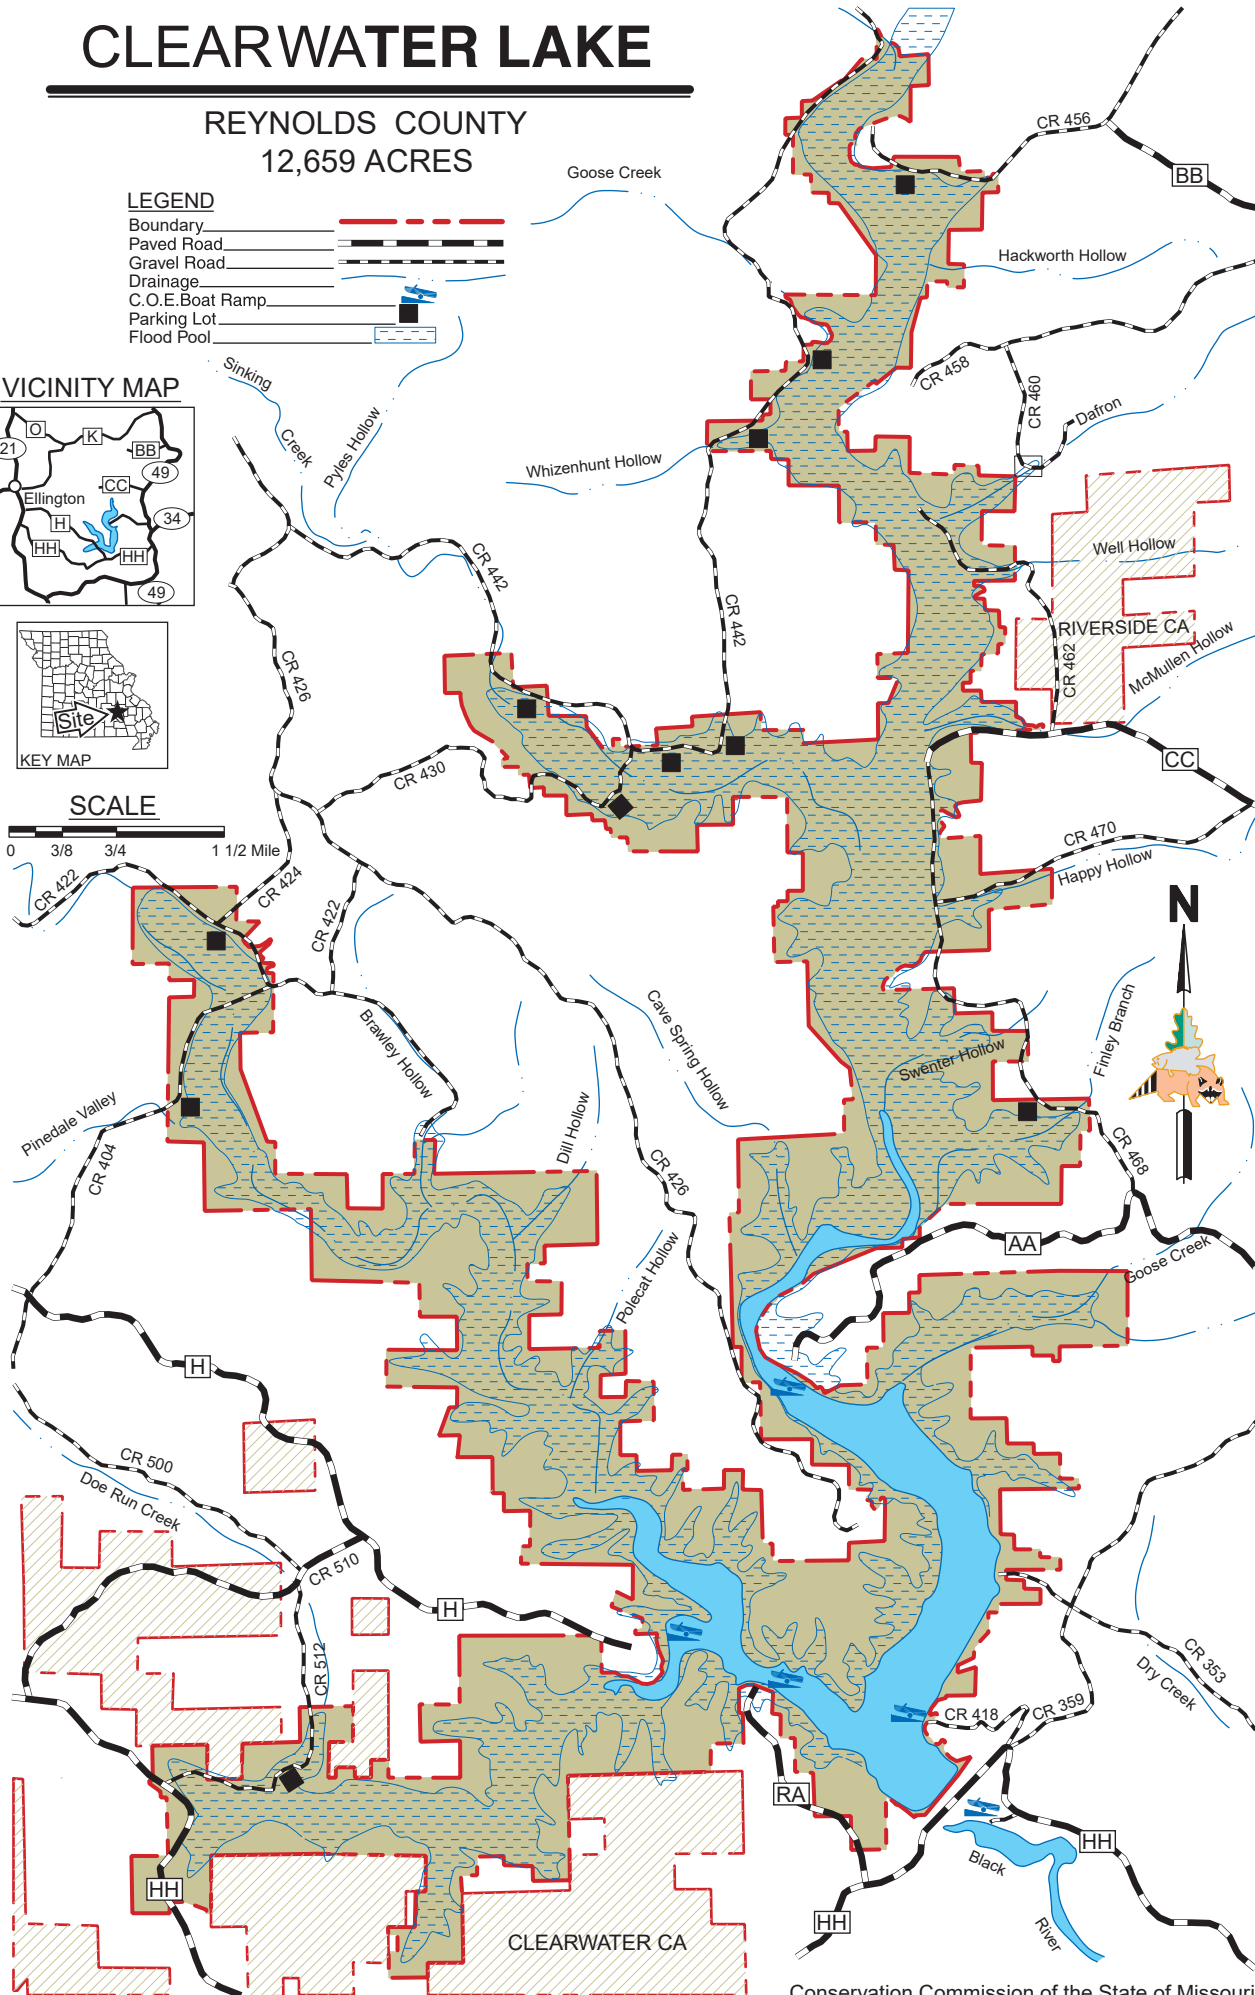 CLEARWATER LAKE
REYNOLDS COUNTY
12,659 ACRES
LEGEND
Boundary
Paved Road
Gravel Road
Drainage
C.O.E.Boat Ramp
Parking Lot
Flood Pool
VICINITY MAP
O
K
21
BB
49
CC
Ellington
H
34
HH
HH
49
Site
KEY MAP
SCALE
0 3/8 3/4 1 1/2 Mile
Goose Creek
CR 456
BB
Hackworth Hollow
CR 458
CR 460
Dafron
Sinking
Creek
Pyles Hollow
Whizenhunt Hollow
Well Hollow
RIVERSIDE CA
CR 462
McMullen Hollow
CR 442
CR 442
CR 426
CR 430
CC
CR 470
Happy Hollow
CR 422
CR 424
CR 422
N
Cave Spring Hollow
Brawley Hollow
Swenter Hollow
Finley Branch
Pinedale Valley
CR 404
Dill Hollow
CR 426
CR 468
AA
Goose Creek
Polecat Hollow
H
CR 500
Doe Run Creek
CR 510
H
CR 512
CR 353
Dry Creek
CR 418
CR 359
RA
HH
Black
River
HH
HH
CLEARWATER CA
Conservation Commission of the State of Missouri